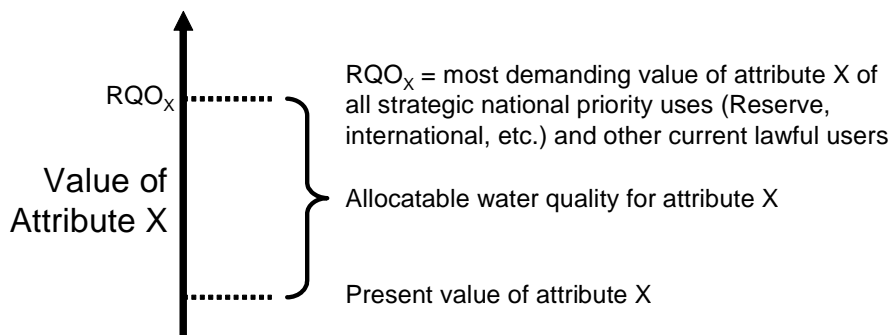 RQOX
Value of
Attribute X
RQOX = most demanding value of attribute X of
all strategic national priority uses (Reserve,
international, etc.) and other current lawful users
Allocatable water quality for attribute X
Present value of attribute X